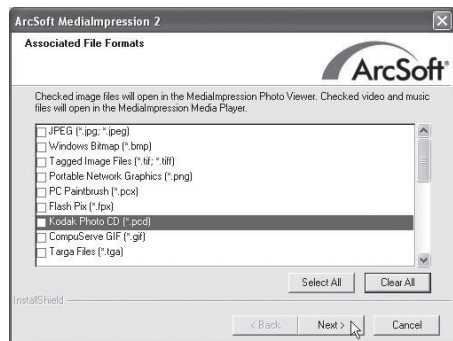 ArcSoft MediaImpression 2
Associated File Formats
ArcSoft®
Checked image files will open in the MediaImpression Photo Viewer. Checked video and music
files will open in the MediaImpression Media Player.
JPEG (*.jpg; *.jpeg)
Windows Bitmap (*.bmp)
Tagged Image Files (*.tif; *.tiff)
Portable Network Graphics (*.png)
PC Paintbrush (*.pcx)
Flash Pix (*.fpx)
Kodak Photo CD (*.pcd)
CompuServe GIF (*.gif)
Targa Files (*.tga)
Select All
Clear All
InstallShield
< Back
Next >
Cancel